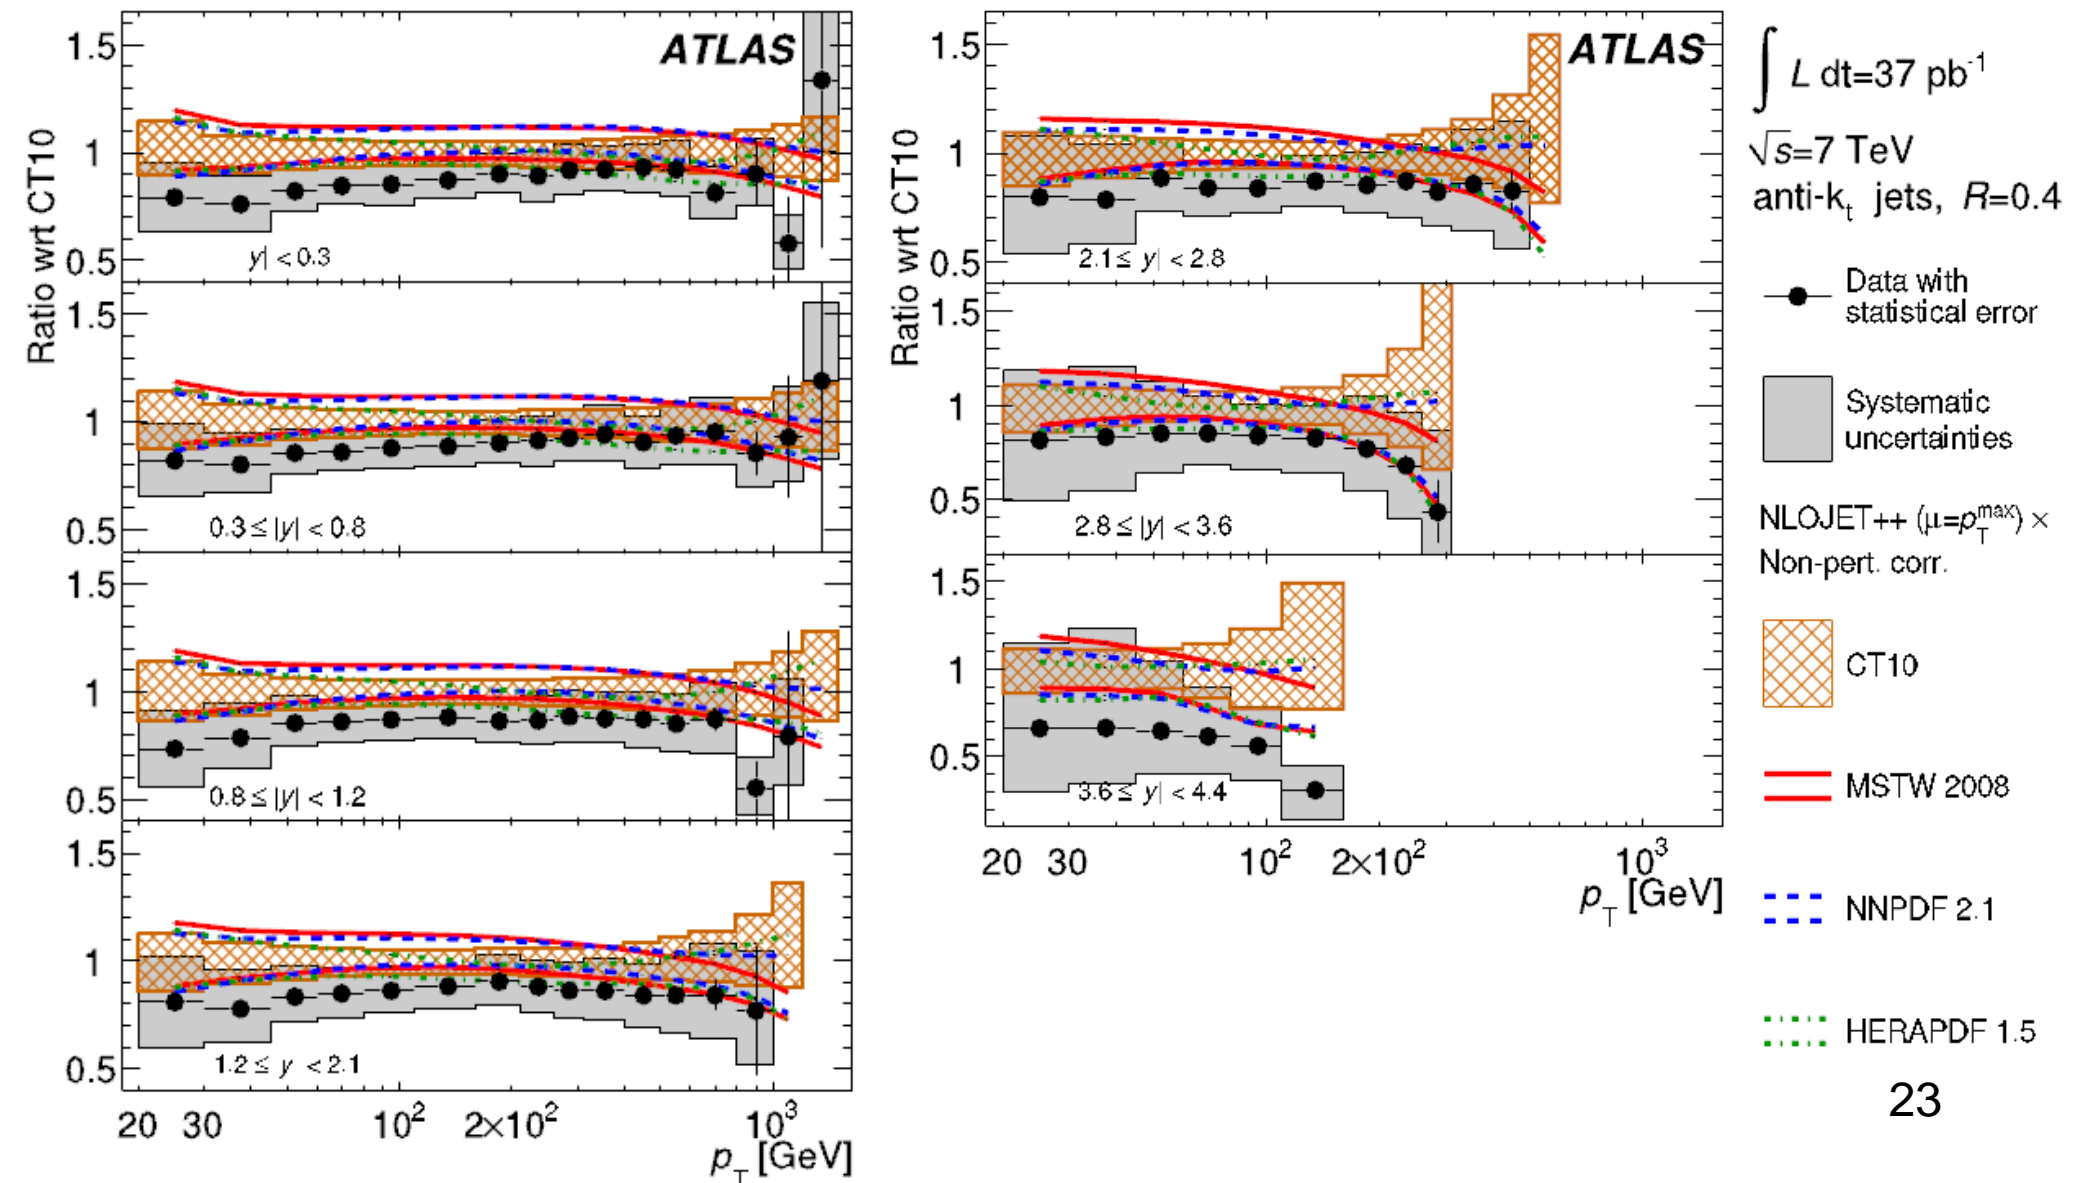 ATLAS
Ratio wrt CT10
1.5
1
0.5
y| < 0.3
1.5
1
0.5
0.3 ≤ |y| < 0.8
1.5
1
0.5
0.8 ≤ |y| < 1.2
1.5
1
0.5
1.2 ≤ y < 2.1
20 30 10² 2×10² 10³
p_T [GeV]
ATLAS
Ratio wrt CT10
1.5
1
0.5
2.1 ≤ y| < 2.8
1.5
1
0.5
2.8 ≤ |y| < 3.6
1.5
1
0.5
3.6 ≤ y| < 4.4
20 30 10² 2×10² 10³
p_T [GeV]
∫ L dt=37 pb⁻¹
√s=7 TeV
anti-k_t jets, R=0.4
Data with
statistical error
Systematic
uncertainties
NLOJET++ (μ=p_T^max) ×
Non-pert. corr.
CT10
MSTW 2008
NNPDF 2.1
HERAPDF 1.5
23